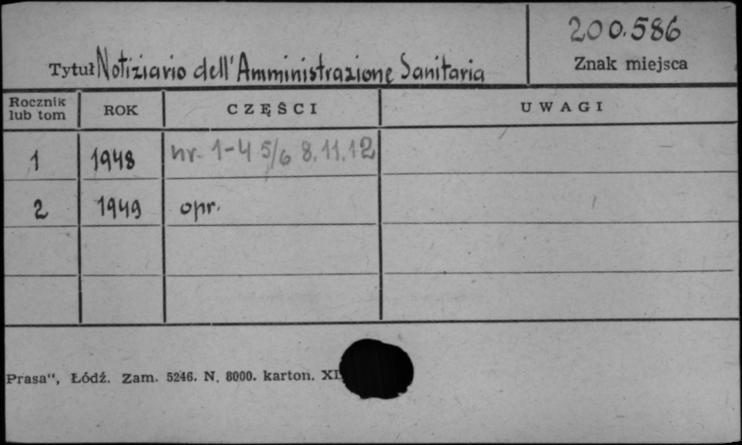 200.586
Tytuł Notiziario dell'Amministrazione Sanitaria
Znak miejsca
Rocznik lub tom ROK CZĘŚCI UWAGI
1 1948 nr. 1-4 5/6 8.11.12
2 1949 opr.
Prasa", Łódź. Zam. 5246. N. 8000. karton. XI